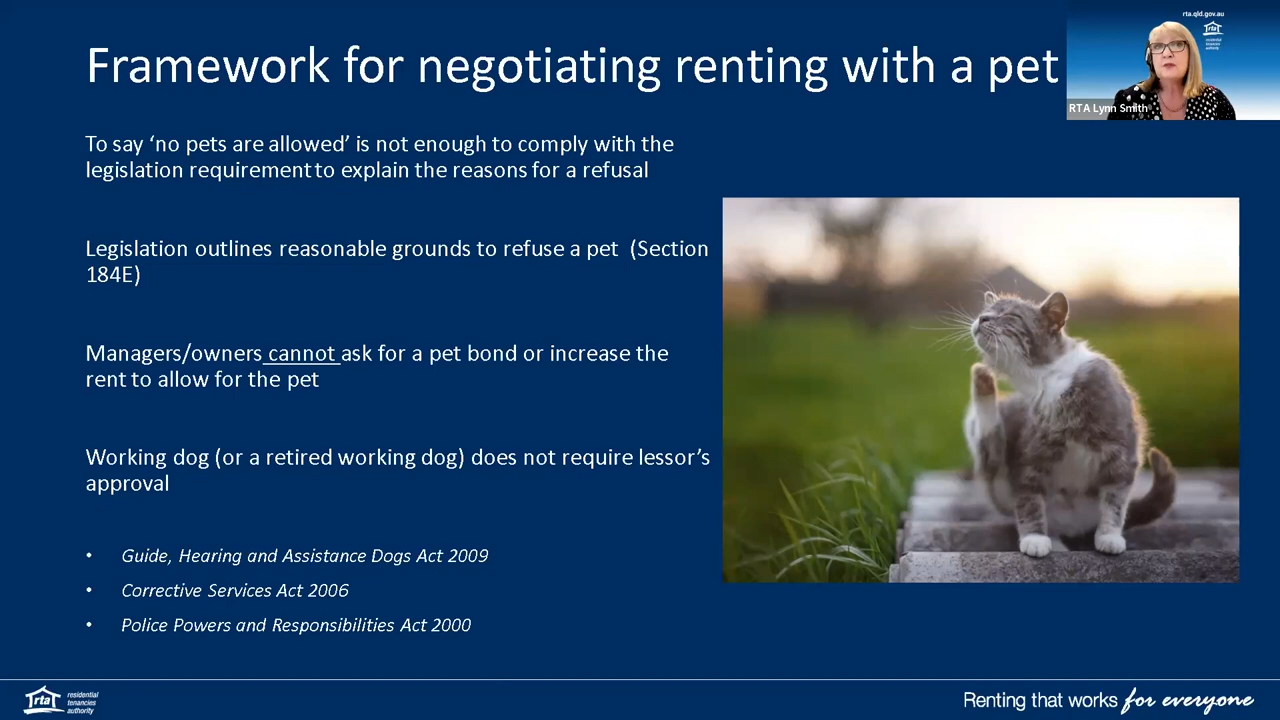 Framework for negotiating renting with a pet
rta.qld.gov.au
rta
residential
tenancies
authority
RTA Lynn Smith
To say ‘no pets are allowed’ is not enough to comply with the
legislation requirement to explain the reasons for a refusal
Legislation outlines reasonable grounds to refuse a pet (Section
184E)
Managers/owners cannot ask for a pet bond or increase the
rent to allow for the pet
Working dog (or a retired working dog) does not require lessor’s
approval
• Guide, Hearing and Assistance Dogs Act 2009
• Corrective Services Act 2006
• Police Powers and Responsibilities Act 2000
rta
residential
tenancies
authority
Renting that works for everyone